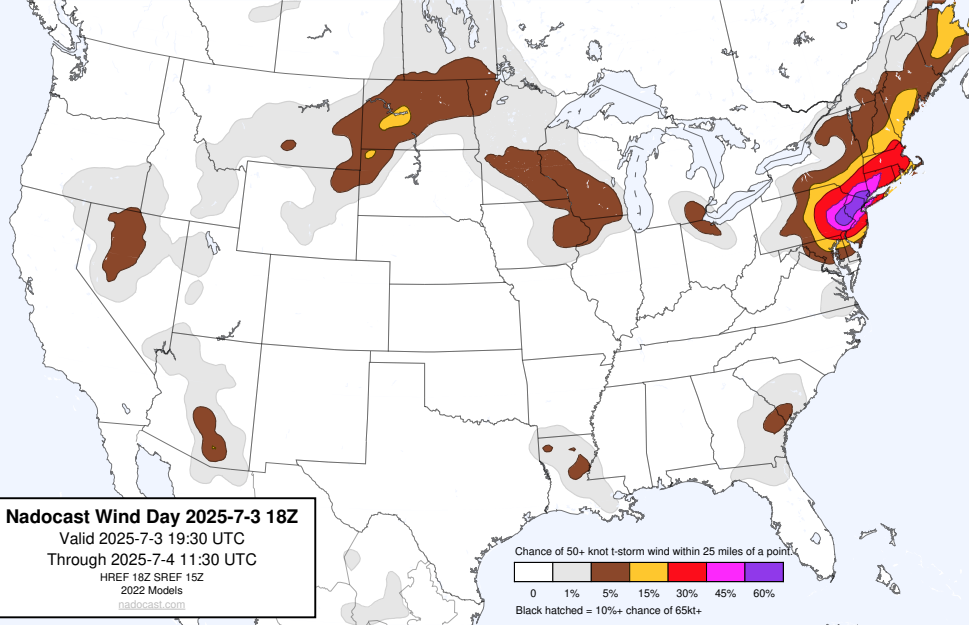 Nadocast Wind Day 2025-7-3 18Z
Valid 2025-7-3 19:30 UTC
Through 2025-7-4 11:30 UTC
HREF 18Z SREF 15Z
2022 Models
nadocast.com
Chance of 50+ knot t-storm wind within 25 miles of a point.
0 1% 5% 15% 30% 45% 60%
Black hatched = 10%+ chance of 65kt+